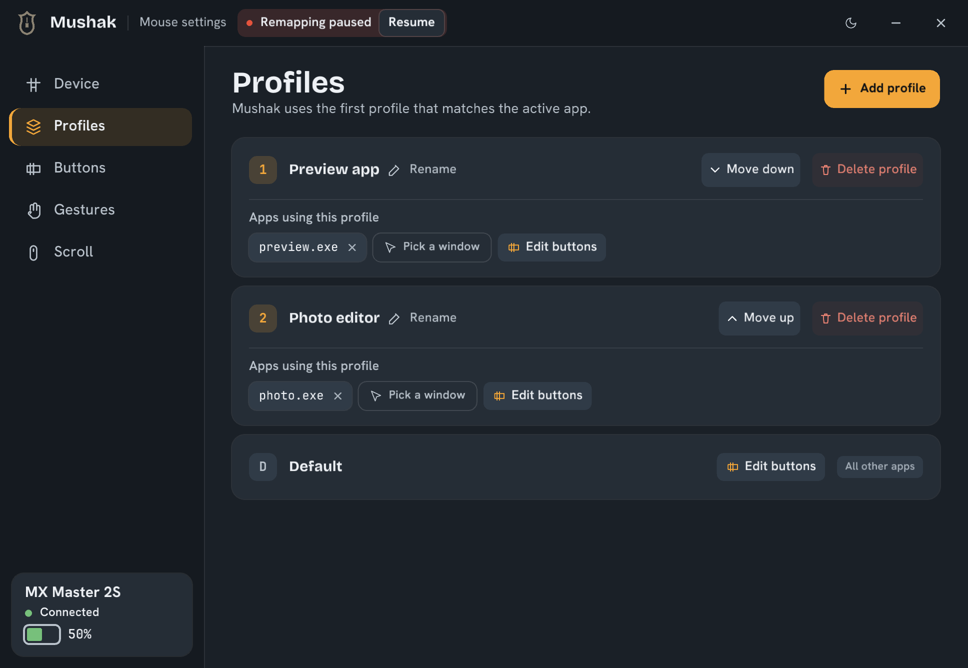 Mushak
Mouse settings
Remapping paused
Resume
Device
Profiles
Buttons
Gestures
Scroll
MX Master 2S
Connected
50%
Profiles
Mushak uses the first profile that matches the active app.
Add profile
1
Preview app
Rename
Move down
Delete profile
Apps using this profile
preview.exe
Pick a window
Edit buttons
2
Photo editor
Rename
Move up
Delete profile
Apps using this profile
photo.exe
Pick a window
Edit buttons
D
Default
Edit buttons
All other apps